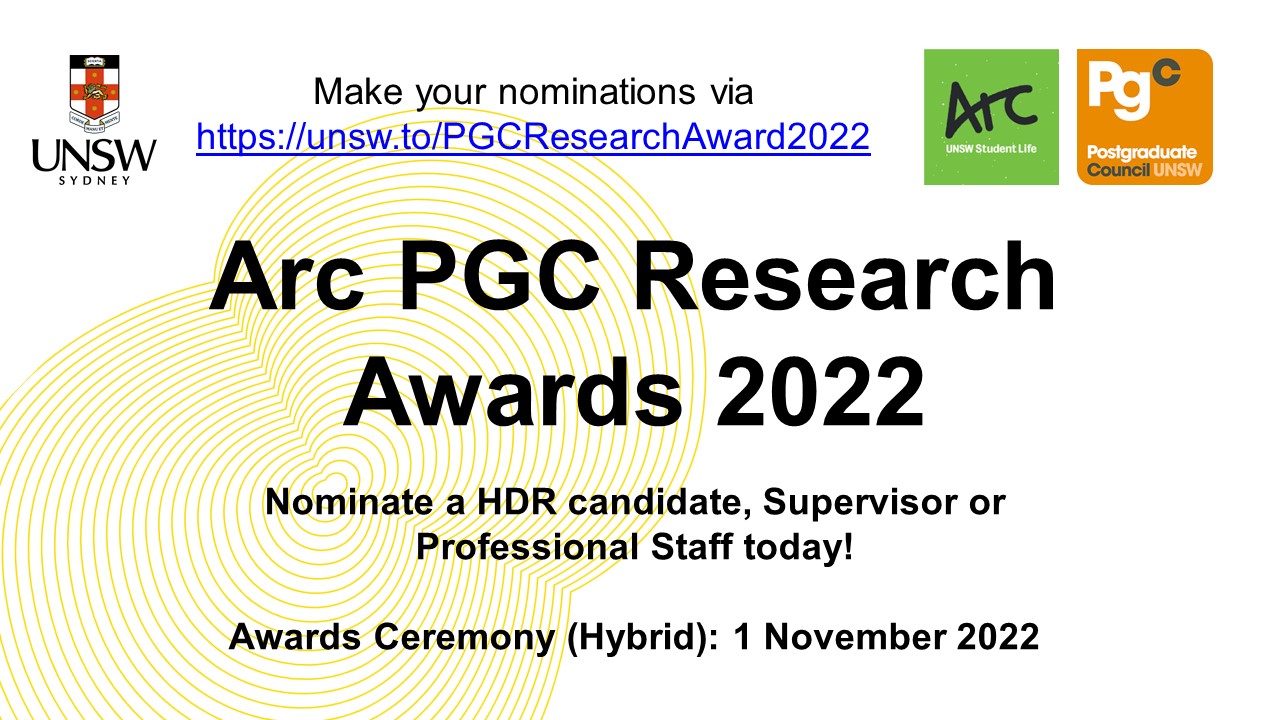 UNSW
SYDNEY
Make your nominations via
https://unsw.to/PGCResearchAward2022
Arc
UNSW Student Life
Pgc
Postgraduate
Council UNSW
Arc PGC Research
Awards 2022
Nominate a HDR candidate, Supervisor or
Professional Staff today!
Awards Ceremony (Hybrid): 1 November 2022